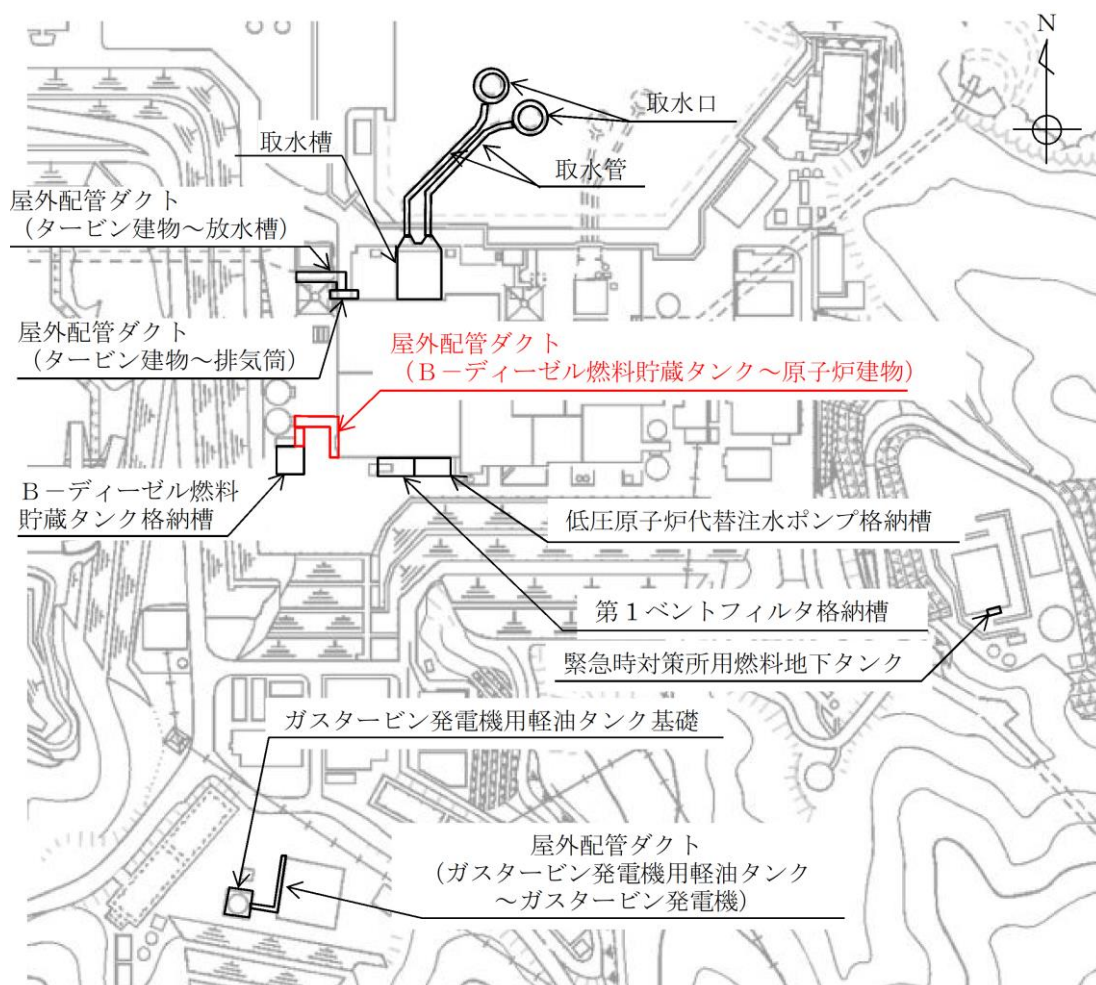 N
取水口
取水槽
取水管
屋外配管ダクト
（タービン建物～放水槽）
屋外配管ダクト
（タービン建物～排気筒）
屋外配管ダクト
（Ｂ－ディーゼル燃料貯蔵タンク～原子炉建物）
Ｂ－ディーゼル燃料
貯蔵タンク格納槽
低圧原子炉代替注水ポンプ格納槽
第１ベントフィルタ格納槽
緊急時対策所用燃料地下タンク
ガスタービン発電機用軽油タンク基礎
屋外配管ダクト
（ガスタービン発電機用軽油タンク
～ガスタービン発電機）